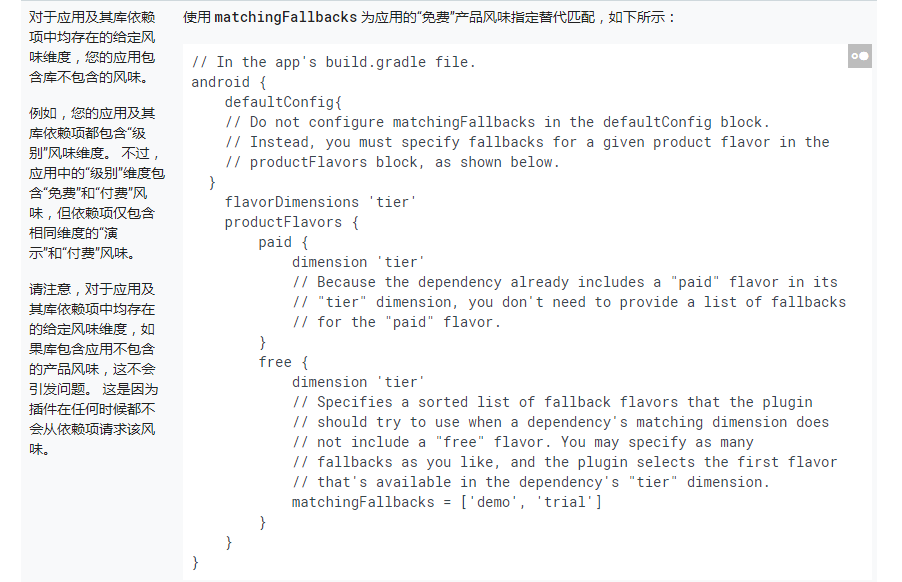 对于应用及其库依赖
项中均存在的给定风
味维度，您的应用包
含库不包含的风味。
例如，您的应用及其
库依赖项都包含“级
别”风味维度。 不过，
应用中的“级别”维度包
含“免费”和“付费”风
味，但依赖项仅包含
相同维度的“演
示”和“付费”风味。
请注意，对于应用及
其库依赖项中均存在
的给定风味维度，如
果库包含应用不包含
的产品风味，这不会
引发问题。 这是因为
插件在任何时候都不
会从依赖项请求该风
味。
使用 matchingFallbacks 为应用的“免费”产品风味指定替代匹配，如下所示：
// In the app's build.gradle file.
android {
    defaultConfig{
    // Do not configure matchingFallbacks in the defaultConfig block.
    // Instead, you must specify fallbacks for a given product flavor in the
    // productFlavors block, as shown below.
  }
    flavorDimensions 'tier'
    productFlavors {
        paid {
            dimension 'tier'
            // Because the dependency already includes a "paid" flavor in its
            // "tier" dimension, you don't need to provide a list of fallbacks
            // for the "paid" flavor.
        }
        free {
            dimension 'tier'
            // Specifies a sorted list of fallback flavors that the plugin
            // should try to use when a dependency's matching dimension does
            // not include a "free" flavor. You may specify as many
            // fallbacks as you like, and the plugin selects the first flavor
            // that's available in the dependency's "tier" dimension.
            matchingFallbacks = ['demo', 'trial']
        }
    }
}